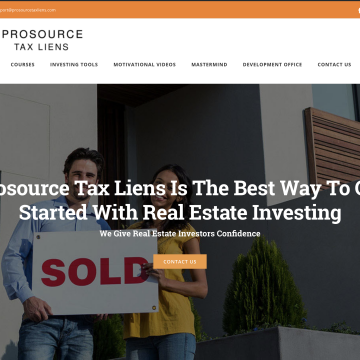 PROSOURCE
TAX LIENS
COURSES INVESTING TOOLS MOTIVATIONAL VIDEOS MASTERMIND DEVELOPMENT OFFICE CONTACT US
osource Tax Liens Is The Best Way To
Started With Real Estate Investing
We Give Real Estate Investors Confidence
CONTACT US
SOLD